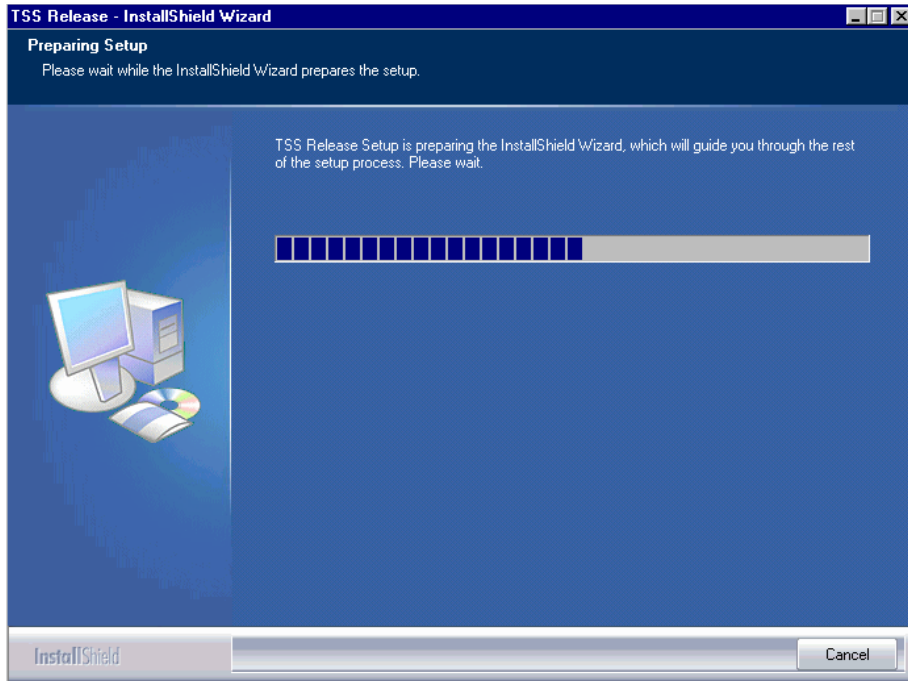 TSS Release - InstallShield Wizard
Preparing Setup
Please wait while the InstallShield Wizard prepares the setup.
TSS Release Setup is preparing the InstallShield Wizard, which will guide you through the rest
of the setup process. Please wait.
InstallShield
Cancel